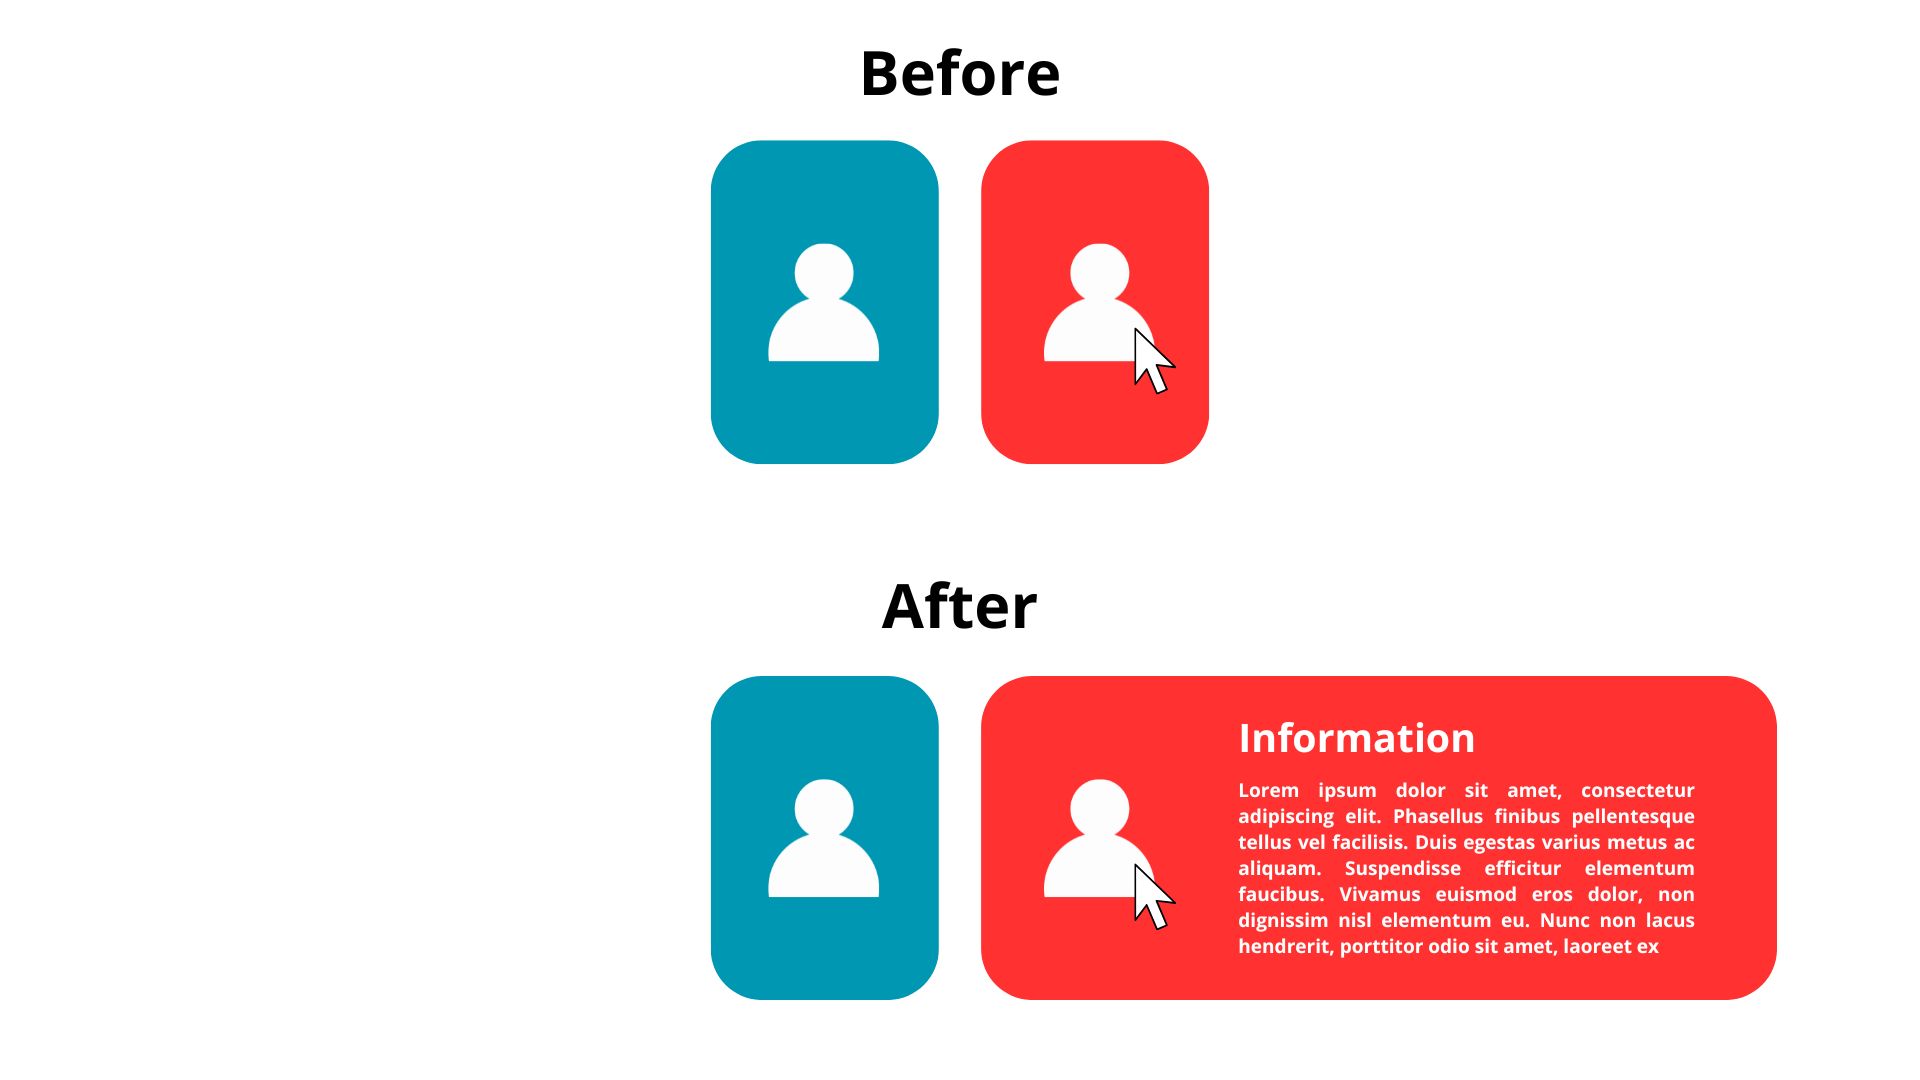 Before
After
Information
Lorem ipsum dolor sit amet, consectetur
adipiscing elit. Phasellus finibus pellentesque
tellus vel facilisis. Duis egestas varius metus ac
aliquam. Suspendisse efficitur elementum
faucibus. Vivamus euismod eros dolor, non
dignissim nisl elementum eu. Nunc non lacus
hendrerit, porttitor odio sit amet, laoreet ex